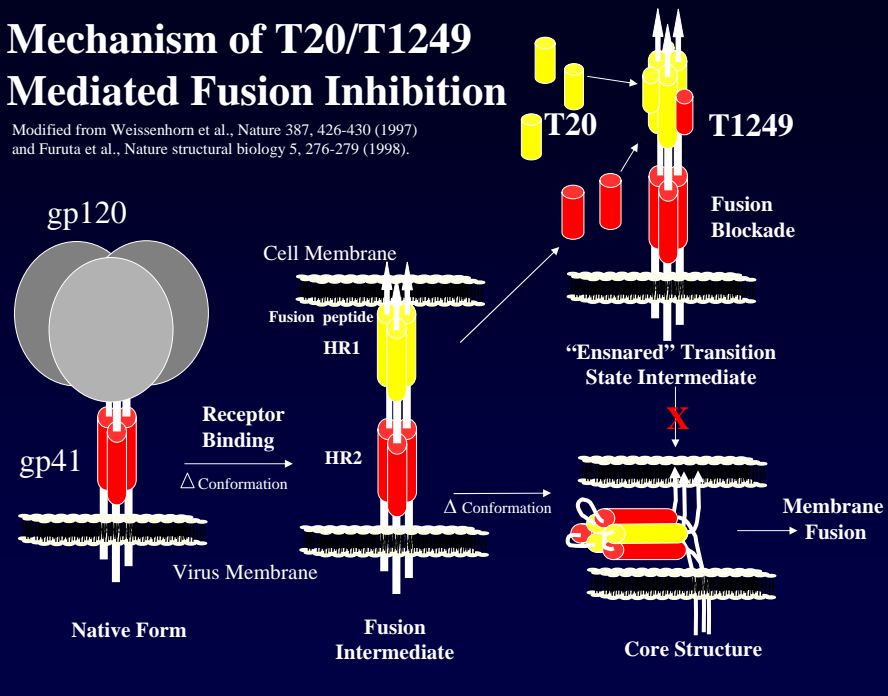 Mechanism of T20/T1249
Mediated Fusion Inhibition
Modified from Weissenhorn et al., Nature 387, 426-430 (1997)
and Furuta et al., Nature structural biology 5, 276-279 (1998).
T20
T1249
Fusion
Blockade
"Ensnared" Transition
State Intermediate
X
gp120
gp41
Receptor
Binding
Δ Conformation
Cell Membrane
Fusion peptide
HR1
HR2
Δ Conformation
Virus Membrane
Membrane
Fusion
Native Form
Fusion
Intermediate
Core Structure